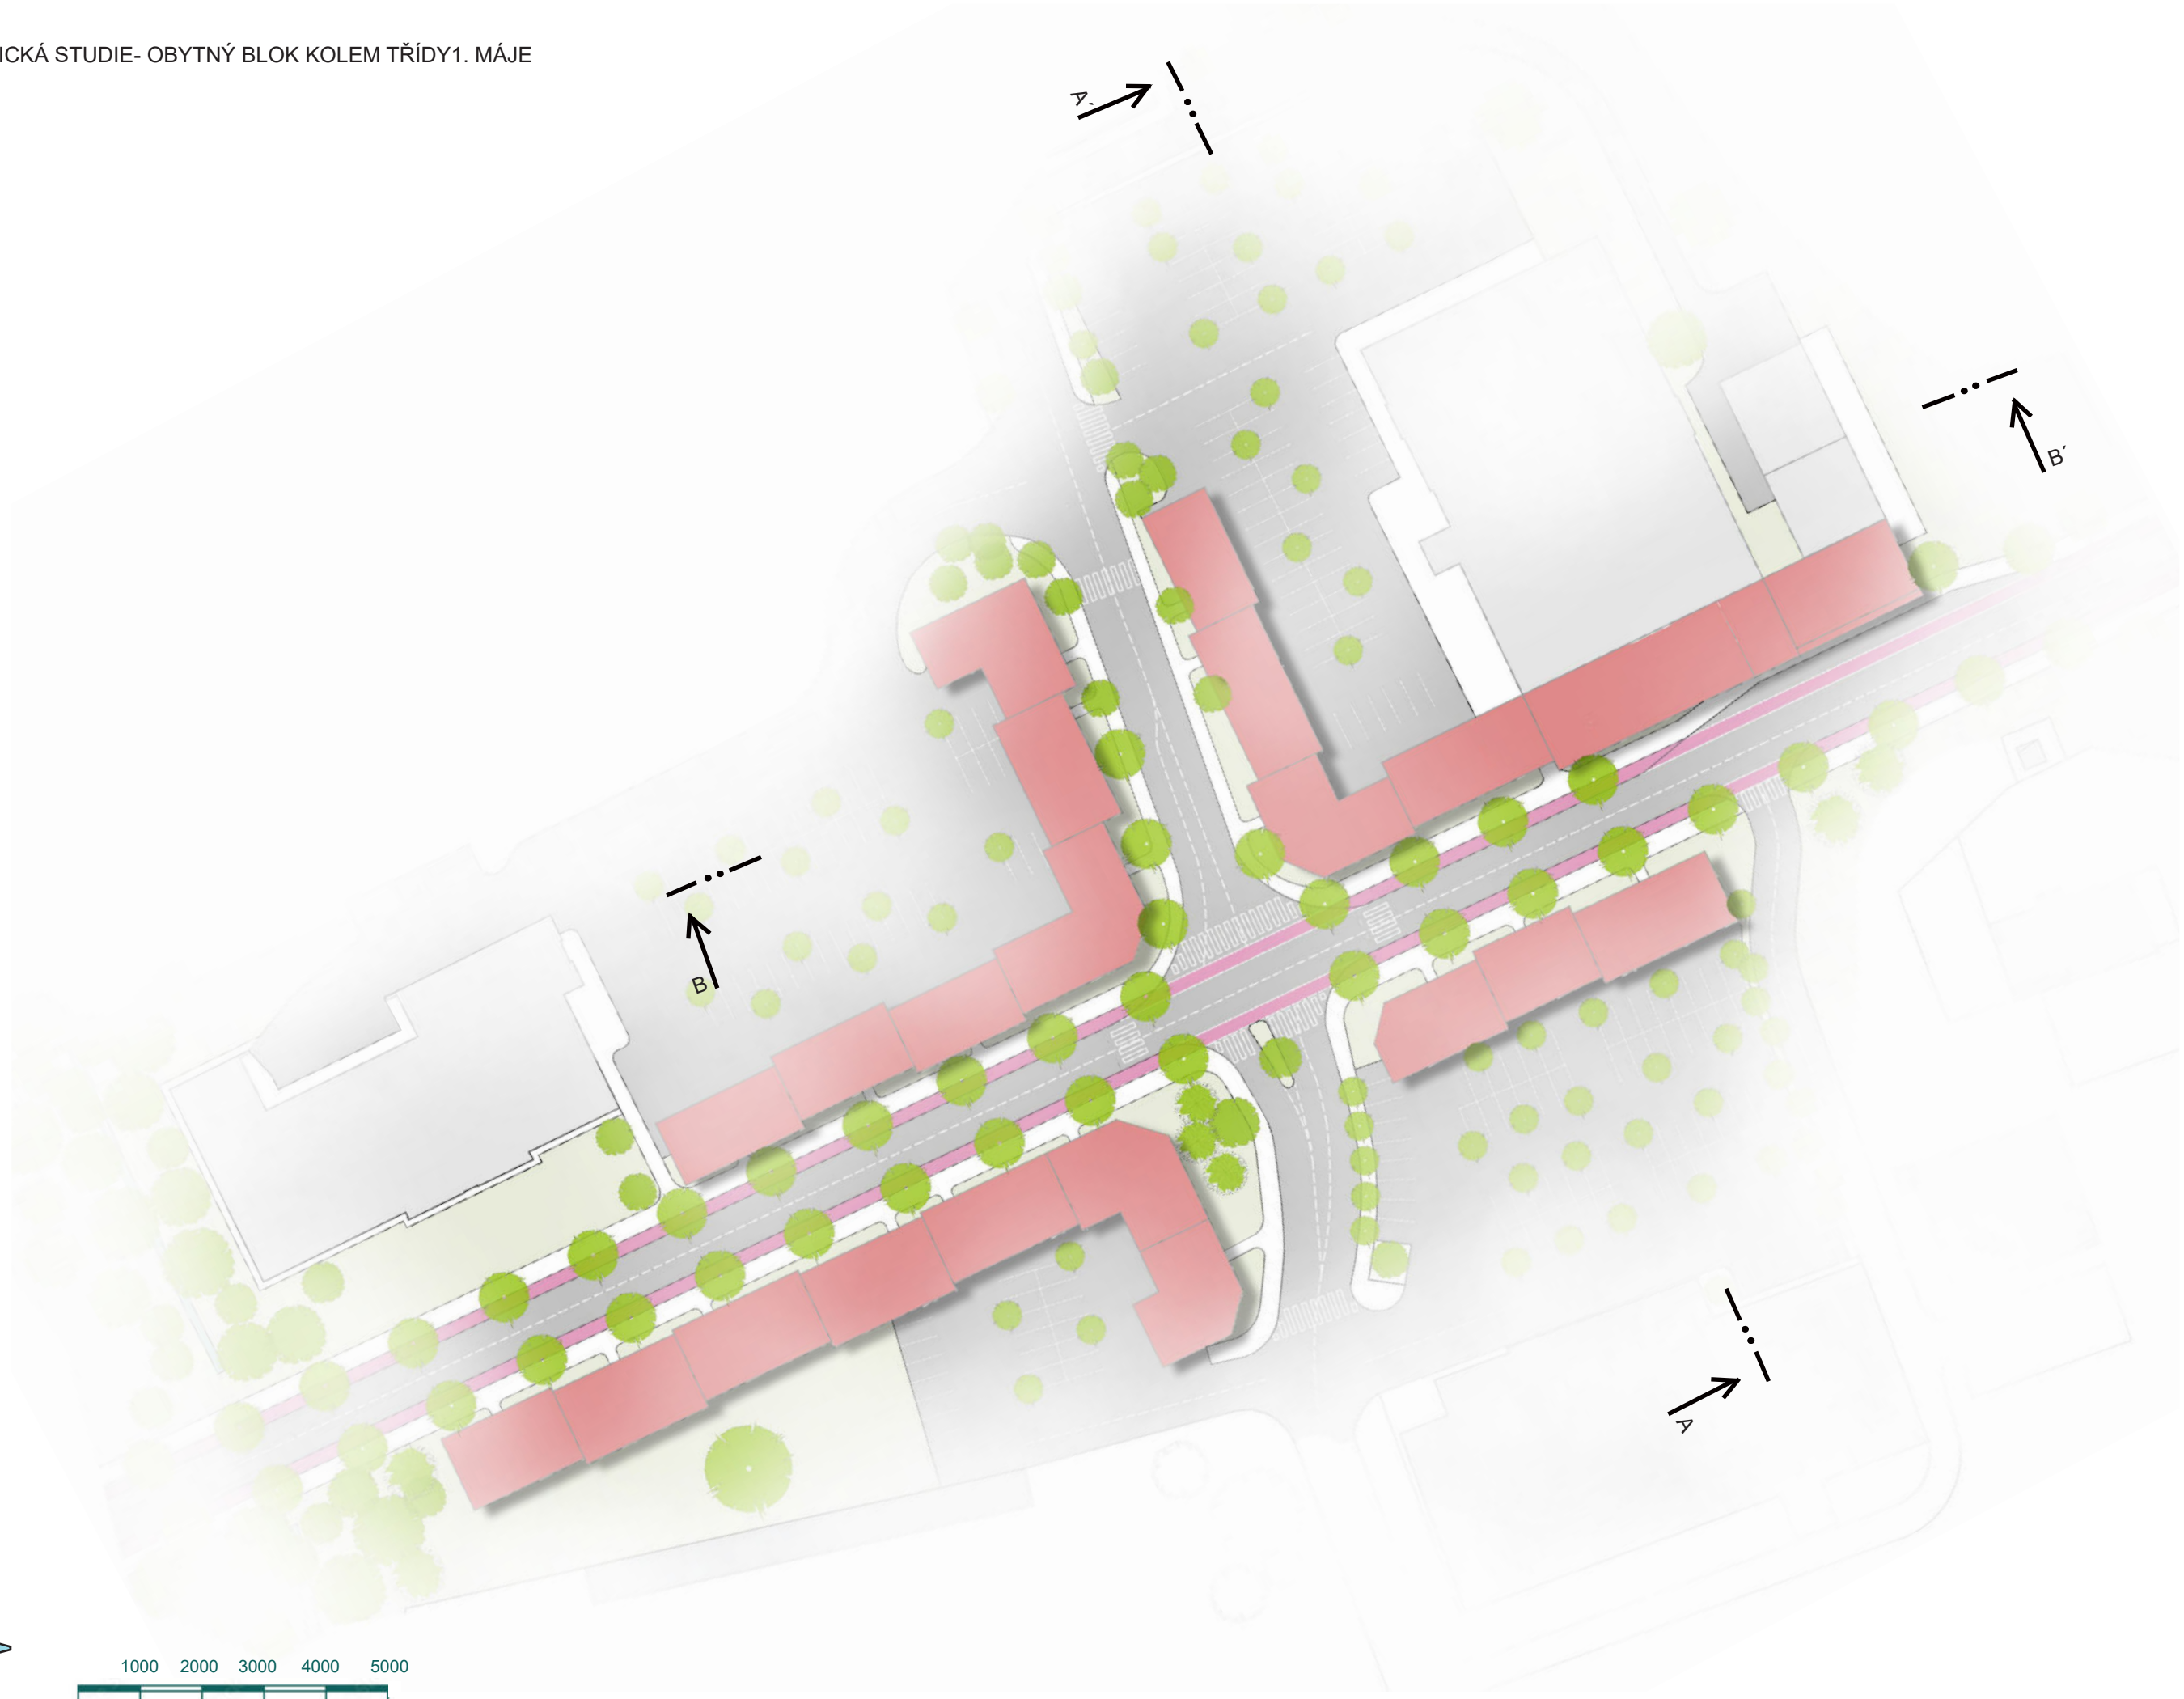 ICKÁ STUDIE- OBYTNÝ BLOK KOLEM TŘÍDY1. MÁJE
A´
B´
B
A
1000 2000 3000 4000 5000